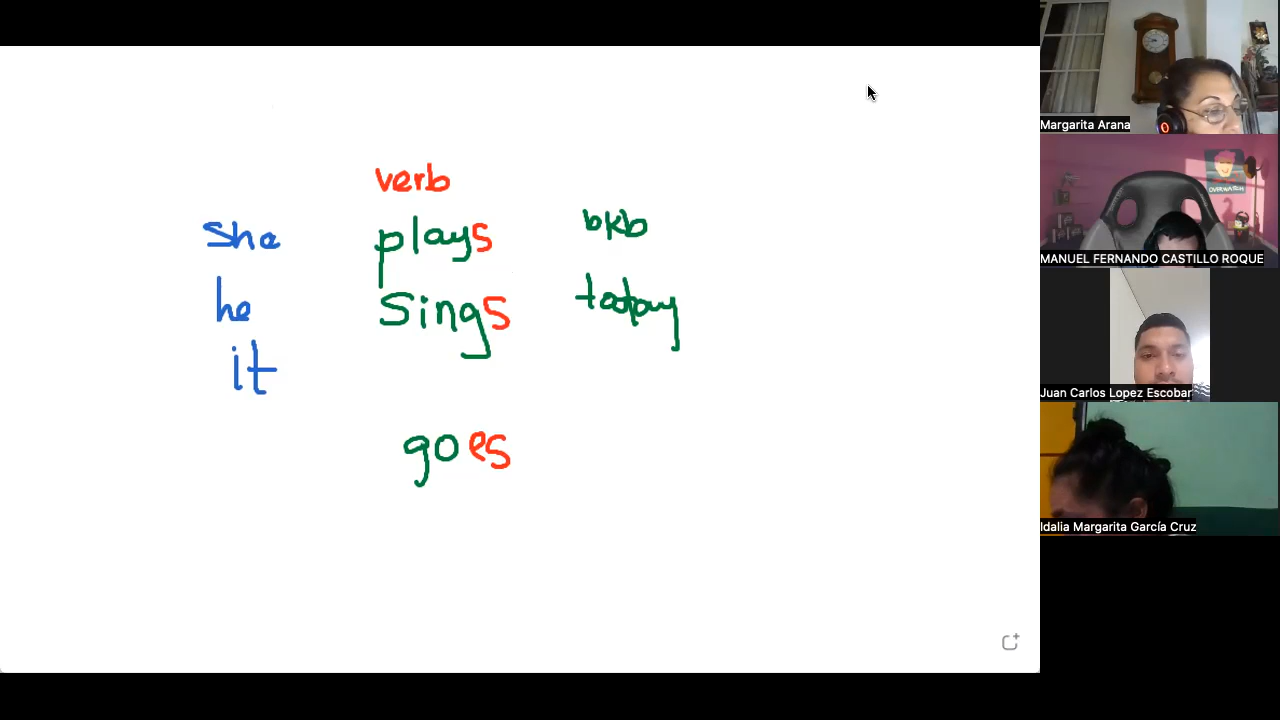 verb
she plays bkb
he sings today
it
goes
Margarita Arana
MANUEL FERNANDO CASTILLO ROQUE
OVERWATCH
Juan Carlos Lopez Escobar
Idalia Margarita García Cruz